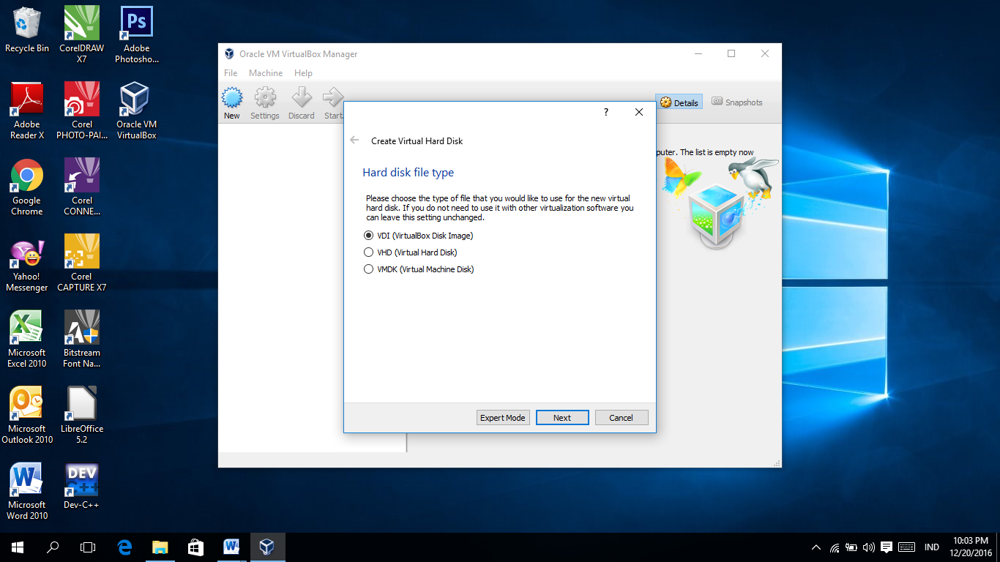 Recycle Bin
CorelDRAW
X7
Adobe
Photosho...
Ps
Adobe
Reader X
Corel
PHOTO-PAI...
Oracle VM
VirtualBox
Google
Chrome
Corel
CONNE...
Yahoo!
Messenger
Corel
CAPTURE X7
Microsoft
Excel 2010
Bitstream
Font Na...
Microsoft
Outlook 2010
LibreOffice
5.2
DEV
C++
Microsoft
Word 2010
Dev-C++
Oracle VM VirtualBox Manager
File Machine Help
New Settings Discard Start
Details Snapshots
puter. The list is empty now
?
Create Virtual Hard Disk
Hard disk file type
Please choose the type of file that you would like to use for the new virtual
hard disk. If you do not need to use it with other virtualization software you
can leave this setting unchanged.
VDI (VirtualBox Disk Image)
VHD (Virtual Hard Disk)
VMDK (Virtual Machine Disk)
Expert Mode Next Cancel
IND
10:03 PM
12/20/2016